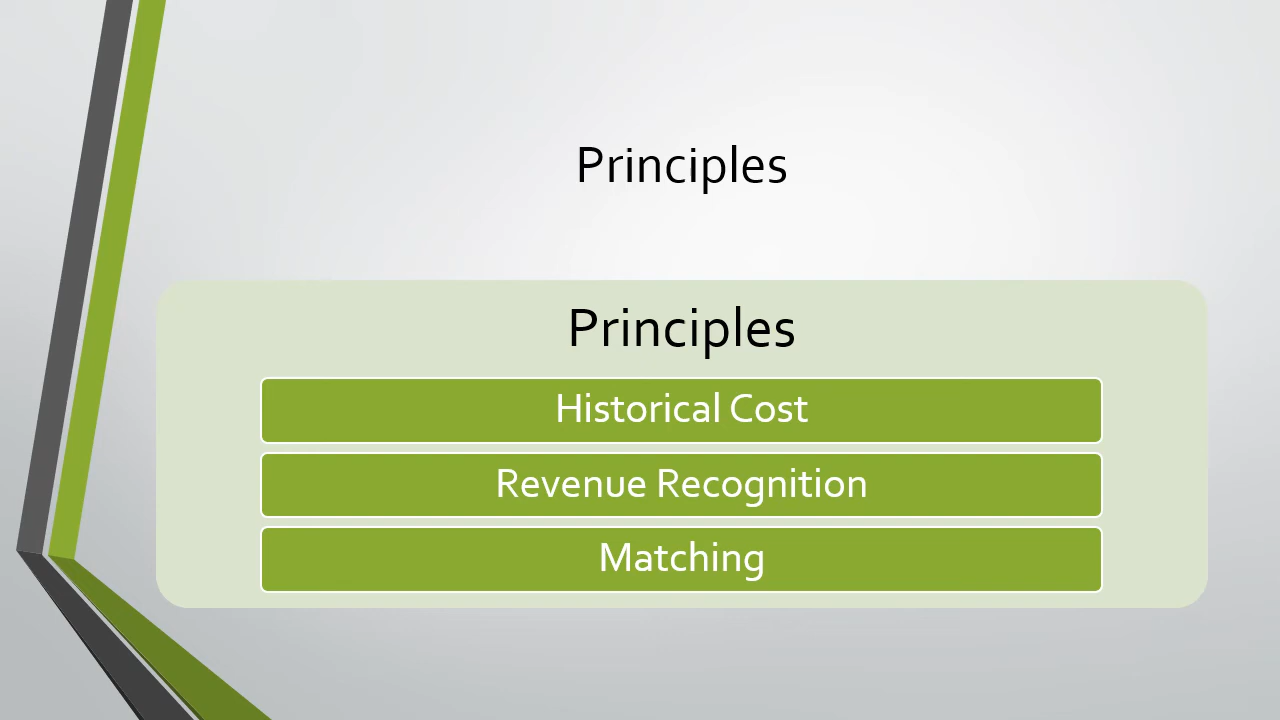 Principles
Principles
Historical Cost
Revenue Recognition
Matching